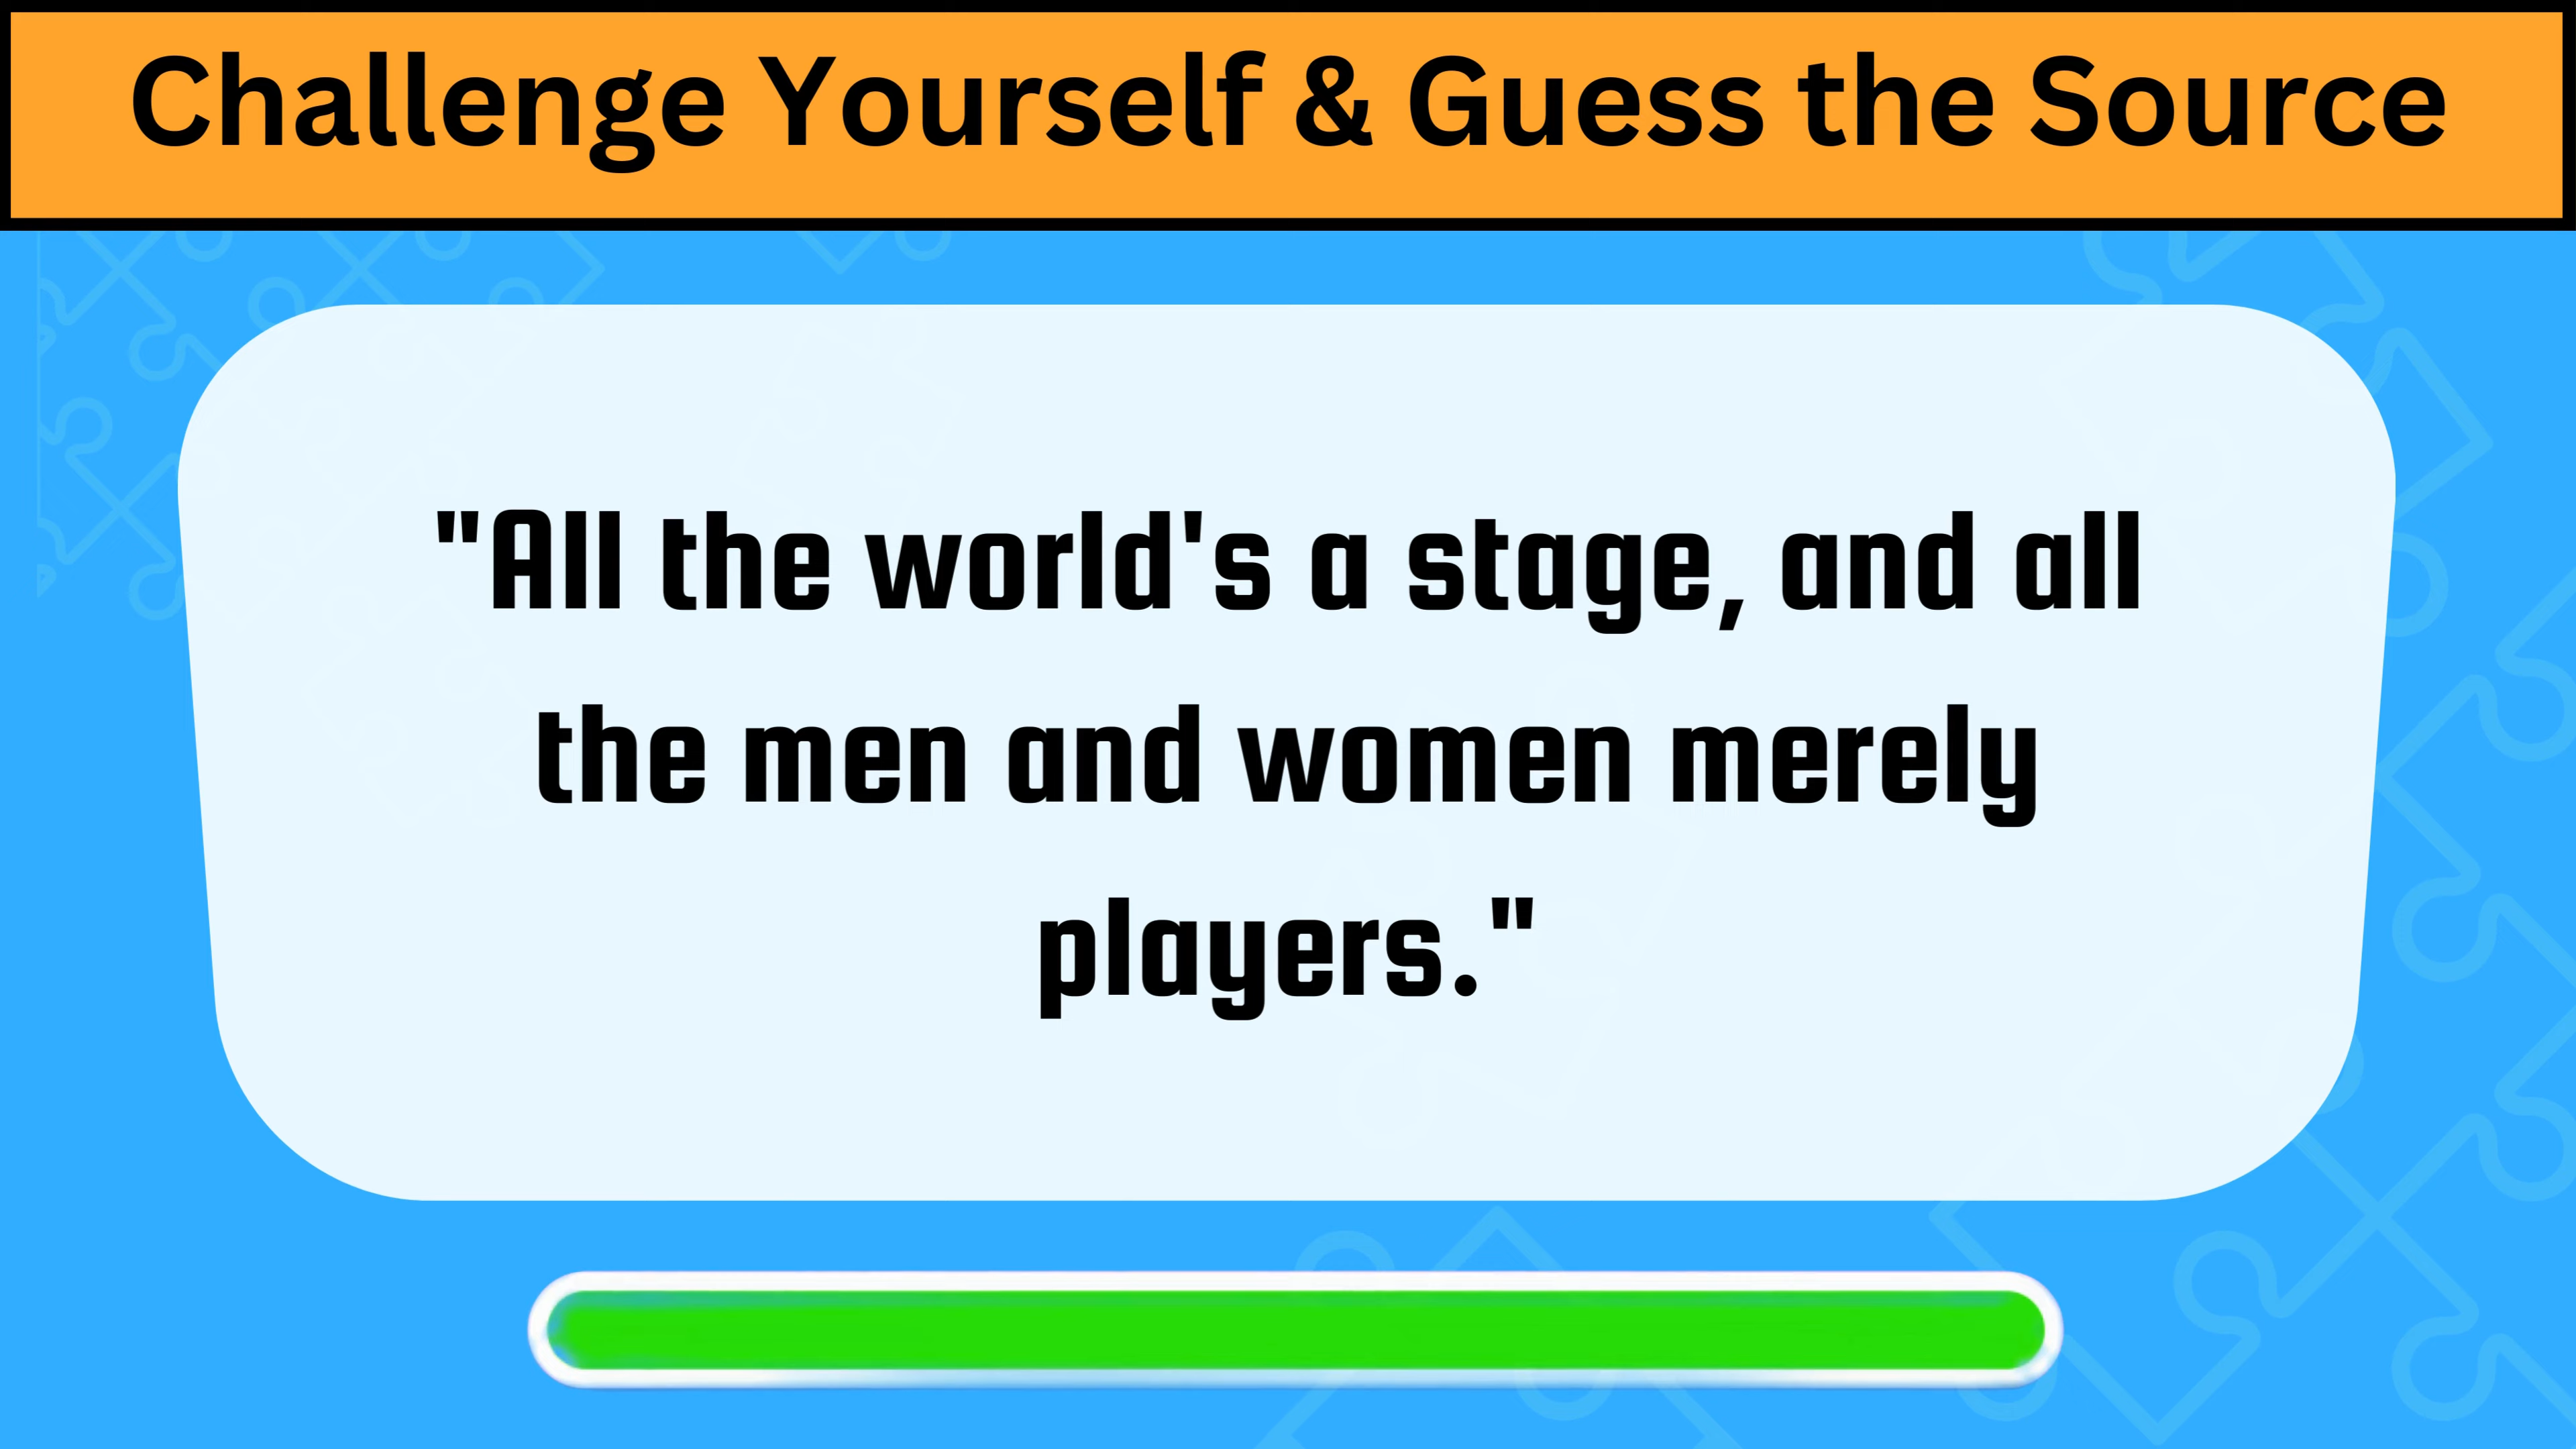 Challenge Yourself & Guess the Source
"All the world's a stage, and all
the men and women merely
players."